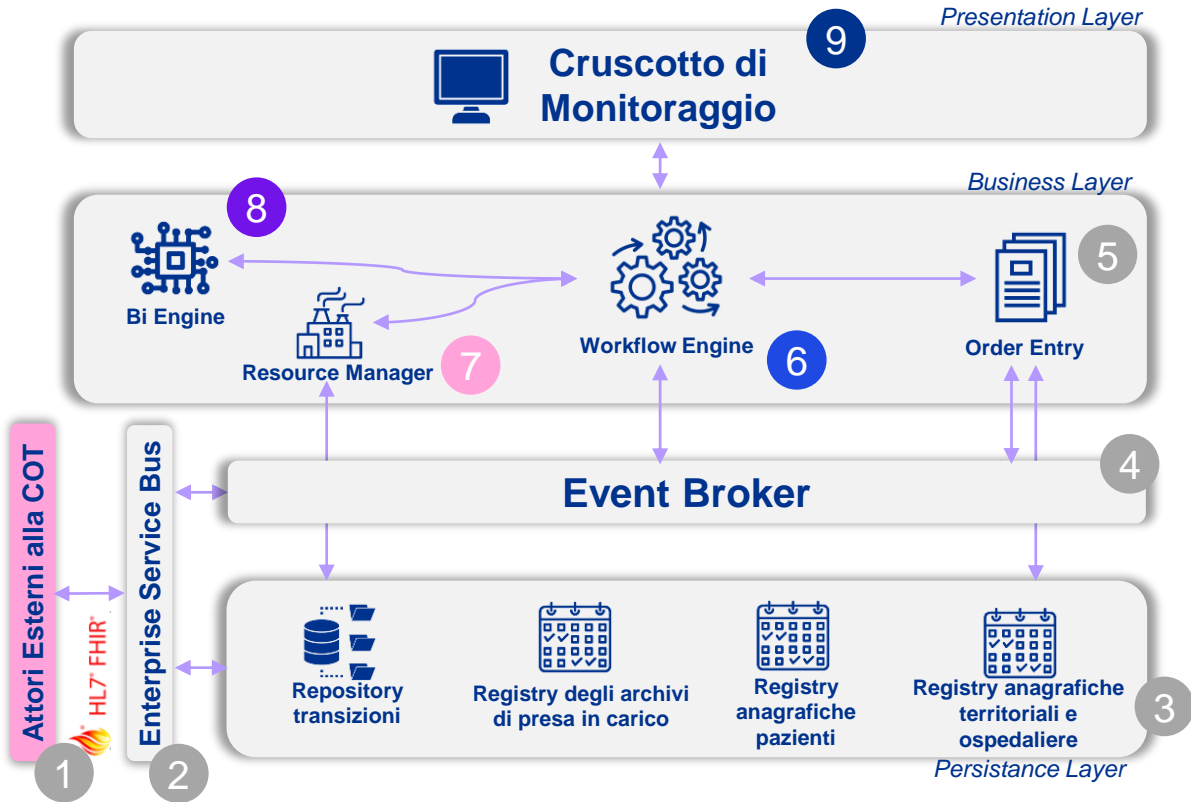 Presentation Layer
9
Cruscotto di
Monitoraggio
Business Layer
8
Bi Engine
Resource Manager
7
Workflow Engine
6
5
Order Entry
Attori Esterni alla COT
1
HL7® FHIR®
Enterprise Service Bus
2
Event Broker
4
Repository
transizioni
Registry degli archivi
di presa in carico
Registry
anagrafiche
pazienti
Registry anagrafiche
territoriali e
ospedaliere
3
Persistance Layer